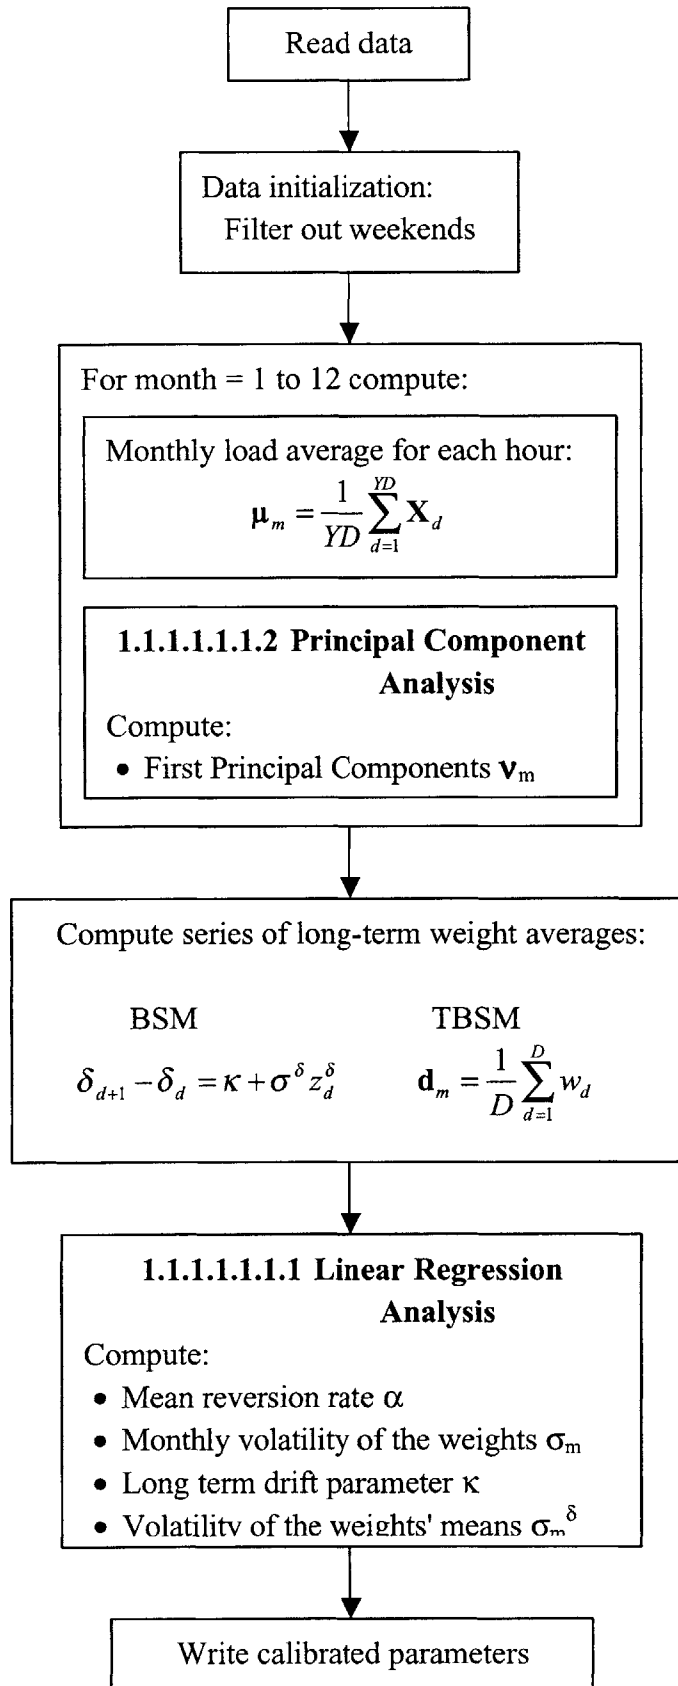 Read data
Data initialization:
Filter out weekends
For month = 1 to 12 compute:
Monthly load average for each hour:
𝛍_m = \frac{1}{YD} \sum_{d=1}^{YD} 𝐗_d
1.1.1.1.1.1.2 Principal Component
Analysis
Compute:
• First Principal Components 𝛎_m
Compute series of long-term weight averages:
BSM TBSM
δ_{d+1} − δ_d = κ + σ^δ z_d^δ 𝐝_m = \frac{1}{D} \sum_{d=1}^{D} w_d
1.1.1.1.1.1.1 Linear Regression
Analysis
Compute:
• Mean reversion rate α
• Monthly volatility of the weights σ_m
• Long term drift parameter κ
• Volatility of the weights' means σ_m^δ
Write calibrated parameters